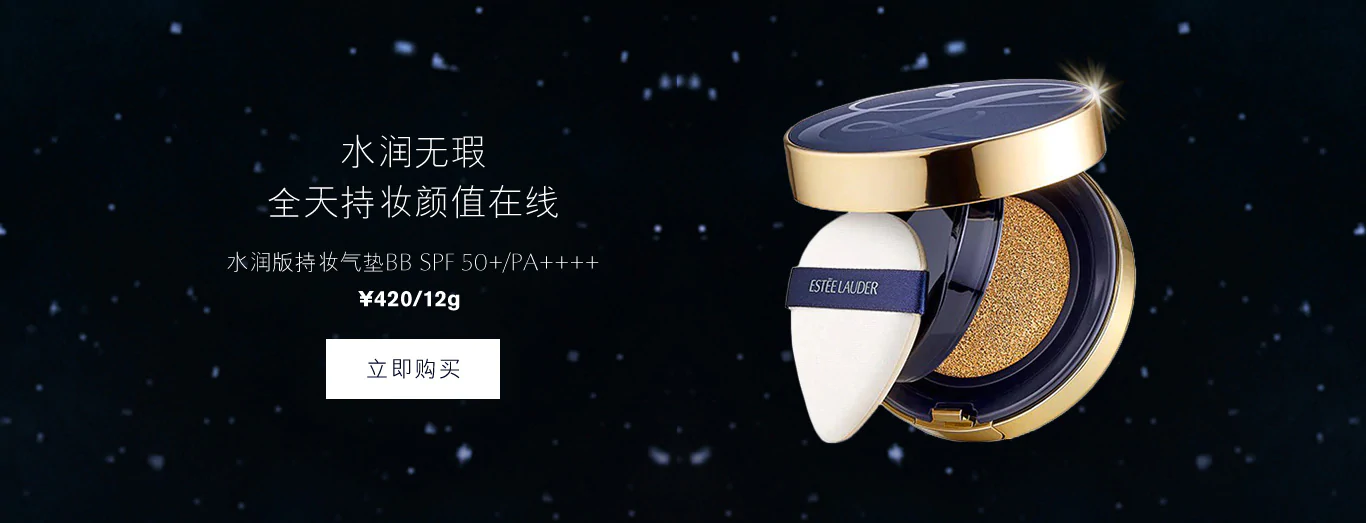 水润无瑕
全天持妆颜值在线
水润版持妆气垫BB SPF 50+/PA++++
¥420/12g
立即购买
ESTĒE LAUDER